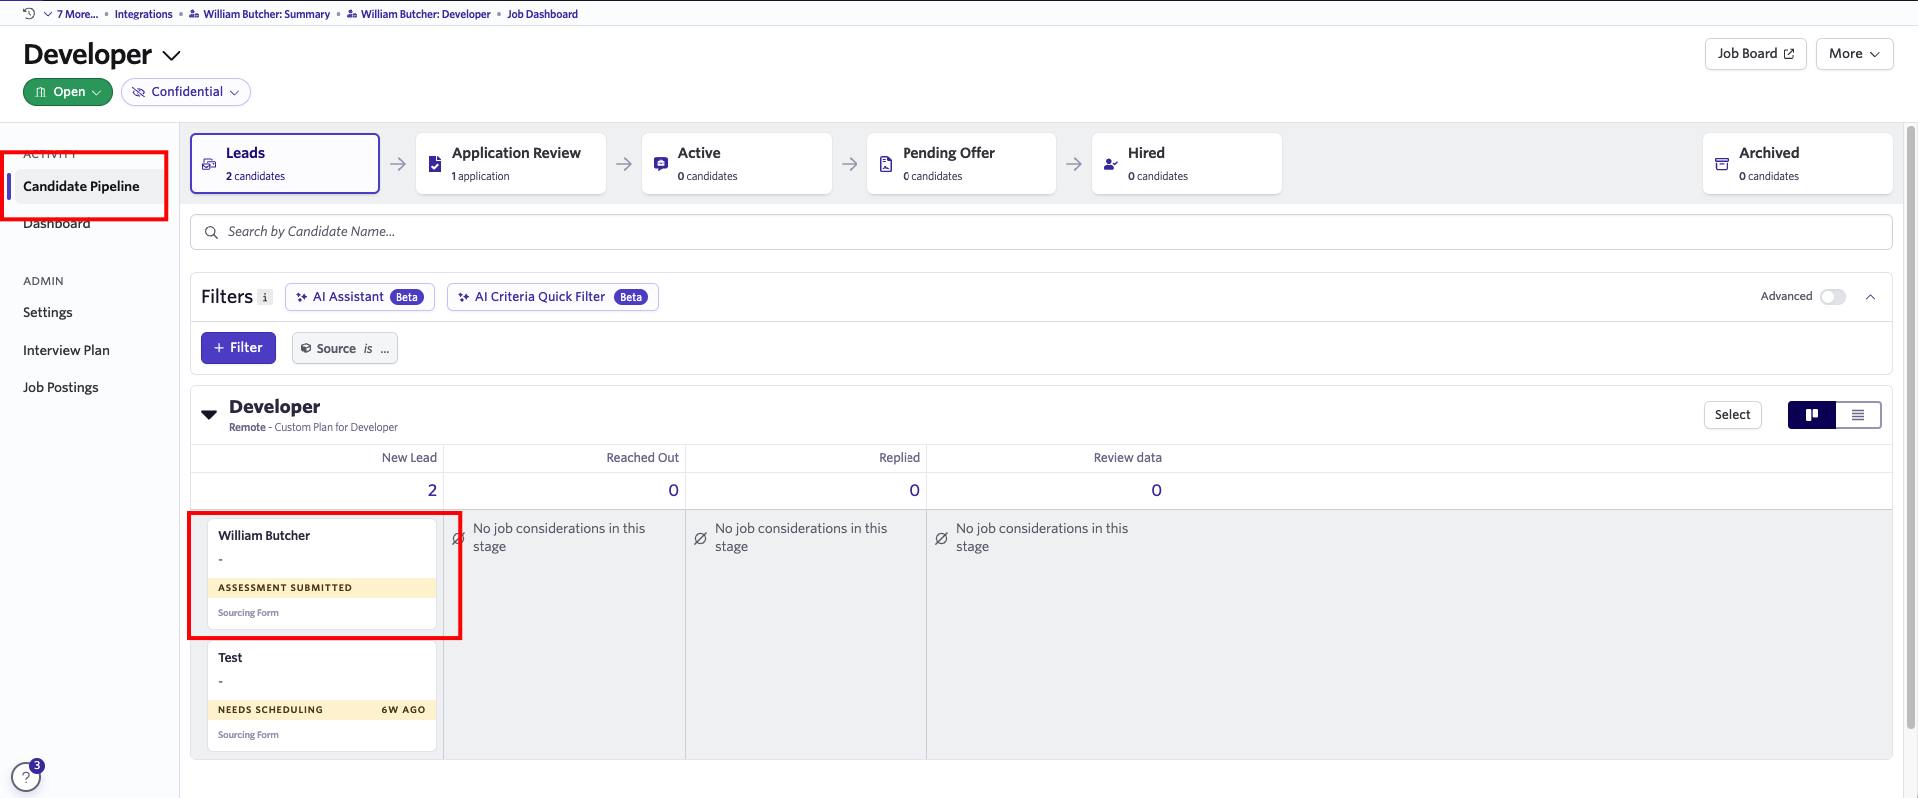 7 More... • Integrations • William Butcher: Summary • William Butcher: Developer • Job Dashboard
Developer
Job Board
More
Open
Confidential
ACTIVITY
Candidate Pipeline
Dashboard
ADMIN
Settings
Interview Plan
Job Postings
Leads
2 candidates
Application Review
1 application
Active
0 candidates
Pending Offer
0 candidates
Hired
0 candidates
Archived
0 candidates
Search by Candidate Name...
Filters i AI Assistant Beta AI Criteria Quick Filter Beta
Advanced
+ Filter Source is ...
Developer
Remote - Custom Plan for Developer
Select
New Lead Reached Out Replied Review data
2 0 0 0
William Butcher
-
ASSESSMENT SUBMITTED
Sourcing Form
Test
-
NEEDS SCHEDULING 6W AGO
Sourcing Form
No job considerations in this
stage
No job considerations in this
stage
No job considerations in this
stage
? 3